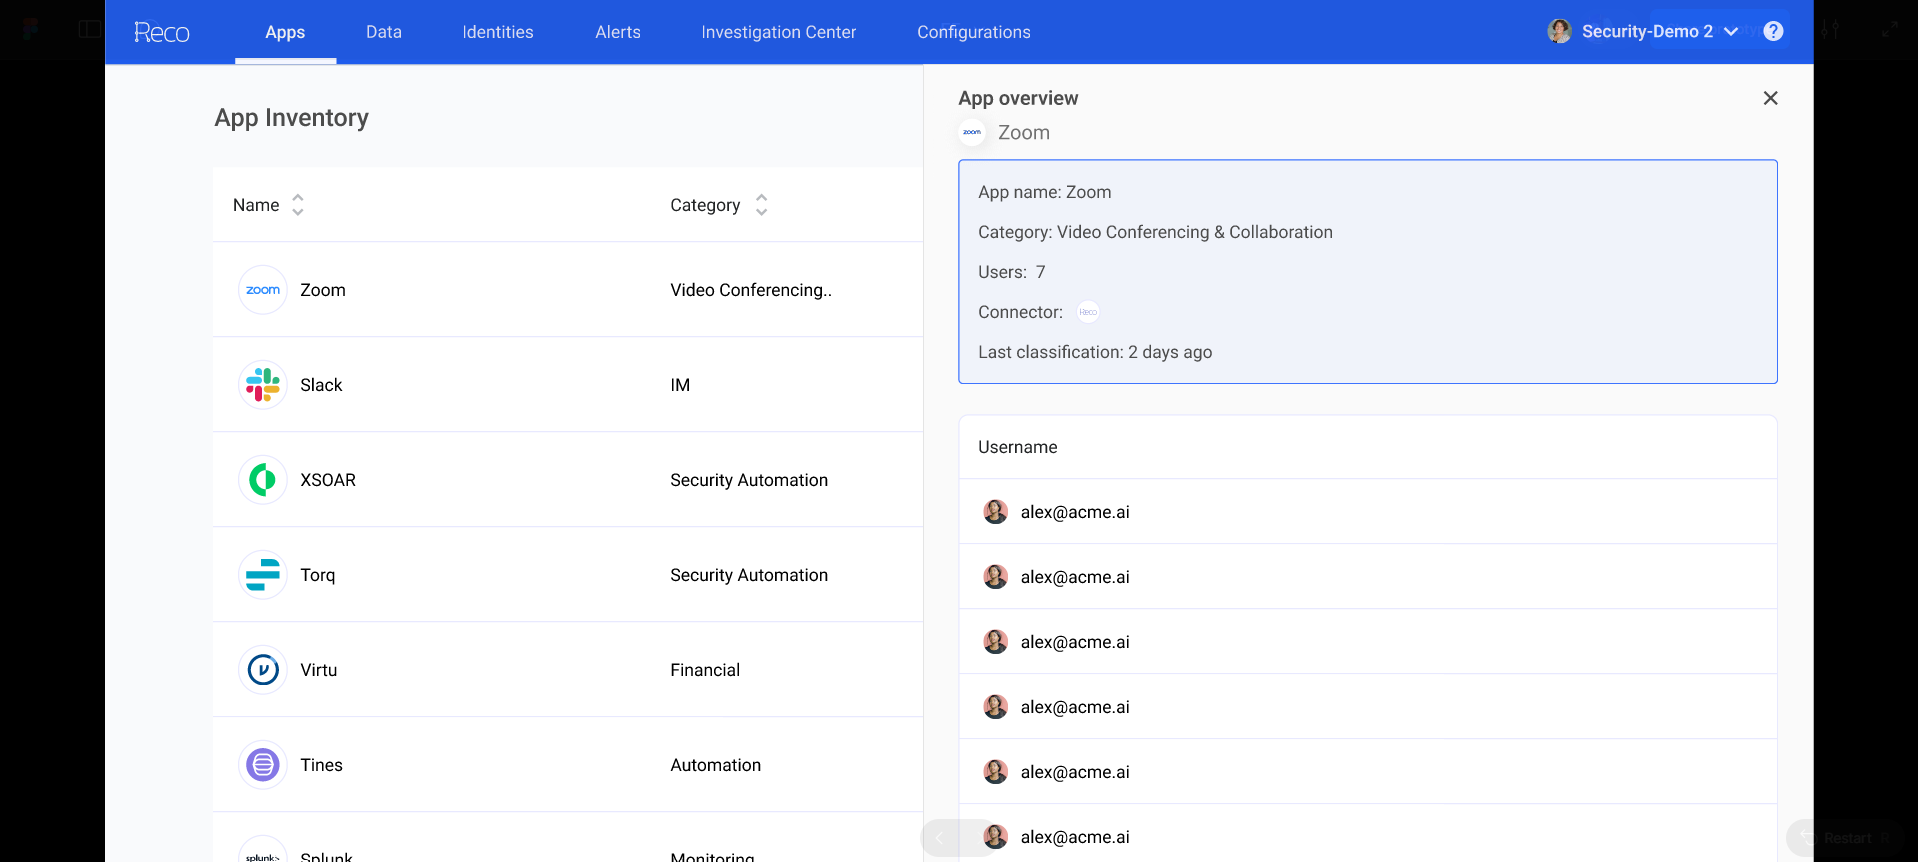 Reco
Apps
Data
Identities
Alerts
Investigation Center
Configurations
Security-Demo 2
?
App Inventory
Name
Category
zoom
Zoom
Video Conferencing..
Slack
IM
XSOAR
Security Automation
Torq
Security Automation
Virtu
Financial
Tines
Automation
splunk>
Splunk
Monitoring
App overview
zoom
Zoom
App name: Zoom
Category: Video Conferencing & Collaboration
Users: 7
Connector: Reco
Last classification: 2 days ago
Username
alex@acme.ai
alex@acme.ai
alex@acme.ai
alex@acme.ai
alex@acme.ai
alex@acme.ai
Restart R